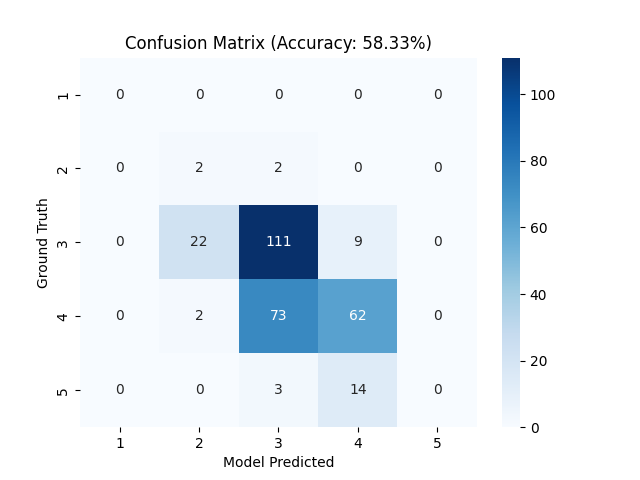 Confusion Matrix (Accuracy: 58.33%)
1 0 0 0 0 0
2 0 2 2 0 0
3 0 22 111 9 0
4 0 2 73 62 0
5 0 0 3 14 0
1 2 3 4 5
Model Predicted
Ground Truth
100
80
60
40
20
0